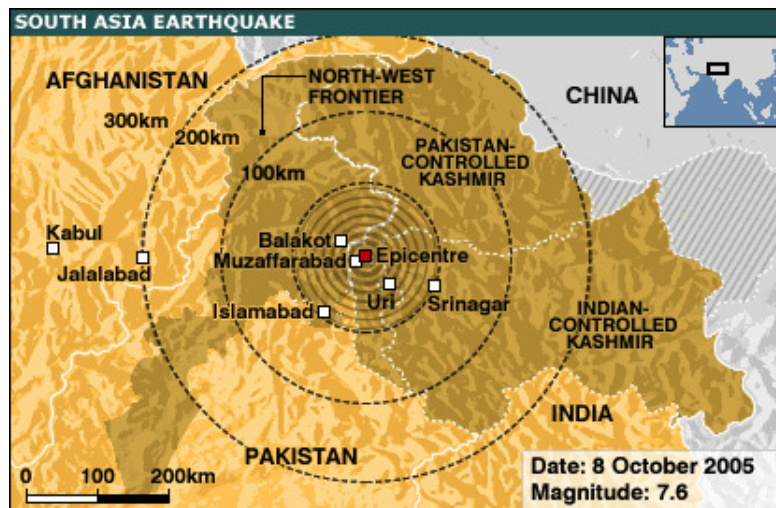 SOUTH ASIA EARTHQUAKE
AFGHANISTAN
NORTH-WEST
FRONTIER
CHINA
300km
200km
100km
PAKISTAN-
CONTROLLED
KASHMIR
Kabul
Jalalabad
Balakot
Muzaffarabad
Epicentre
Uri
Srinagar
Islamabad
INDIAN-
CONTROLLED
KASHMIR
INDIA
PAKISTAN
0 100 200km
Date: 8 October 2005
Magnitude: 7.6